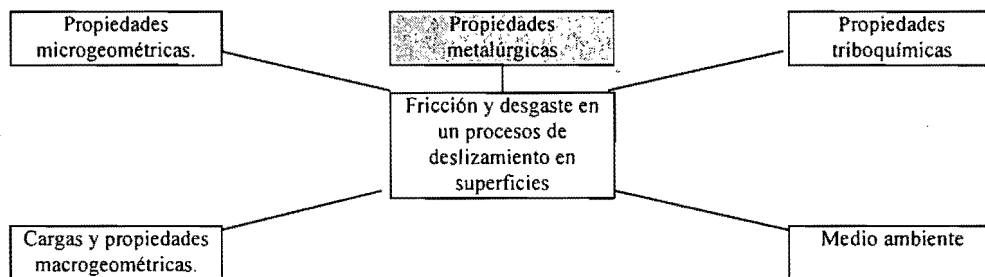 Propiedades
microgeométricas.
Propiedades
metalúrgicas
Propiedades
triboquímicas
Fricción y desgaste en
un procesos de
deslizamiento en
superficies
Cargas y propiedades
macrogeométricas.
Medio ambiente